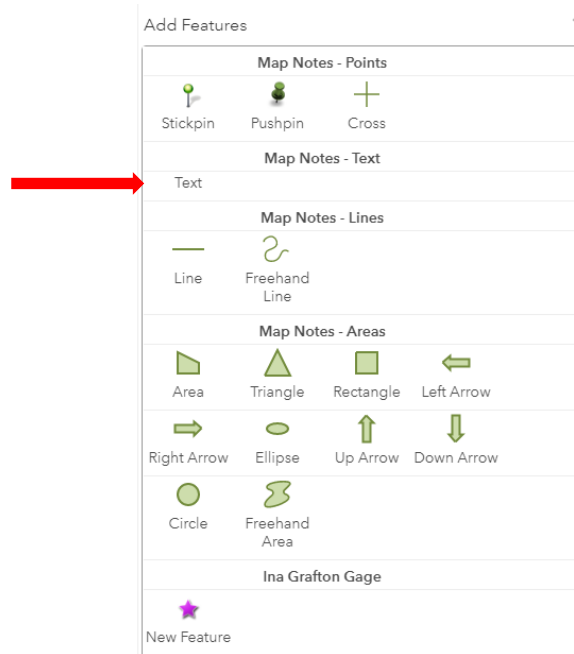 Add Features
Map Notes - Points
Stickpin Pushpin Cross
Map Notes - Text
Text
Map Notes - Lines
Line Freehand Line
Map Notes - Areas
Area Triangle Rectangle Left Arrow
Right Arrow Ellipse Up Arrow Down Arrow
Circle Freehand Area
Ina Grafton Gage
New Feature